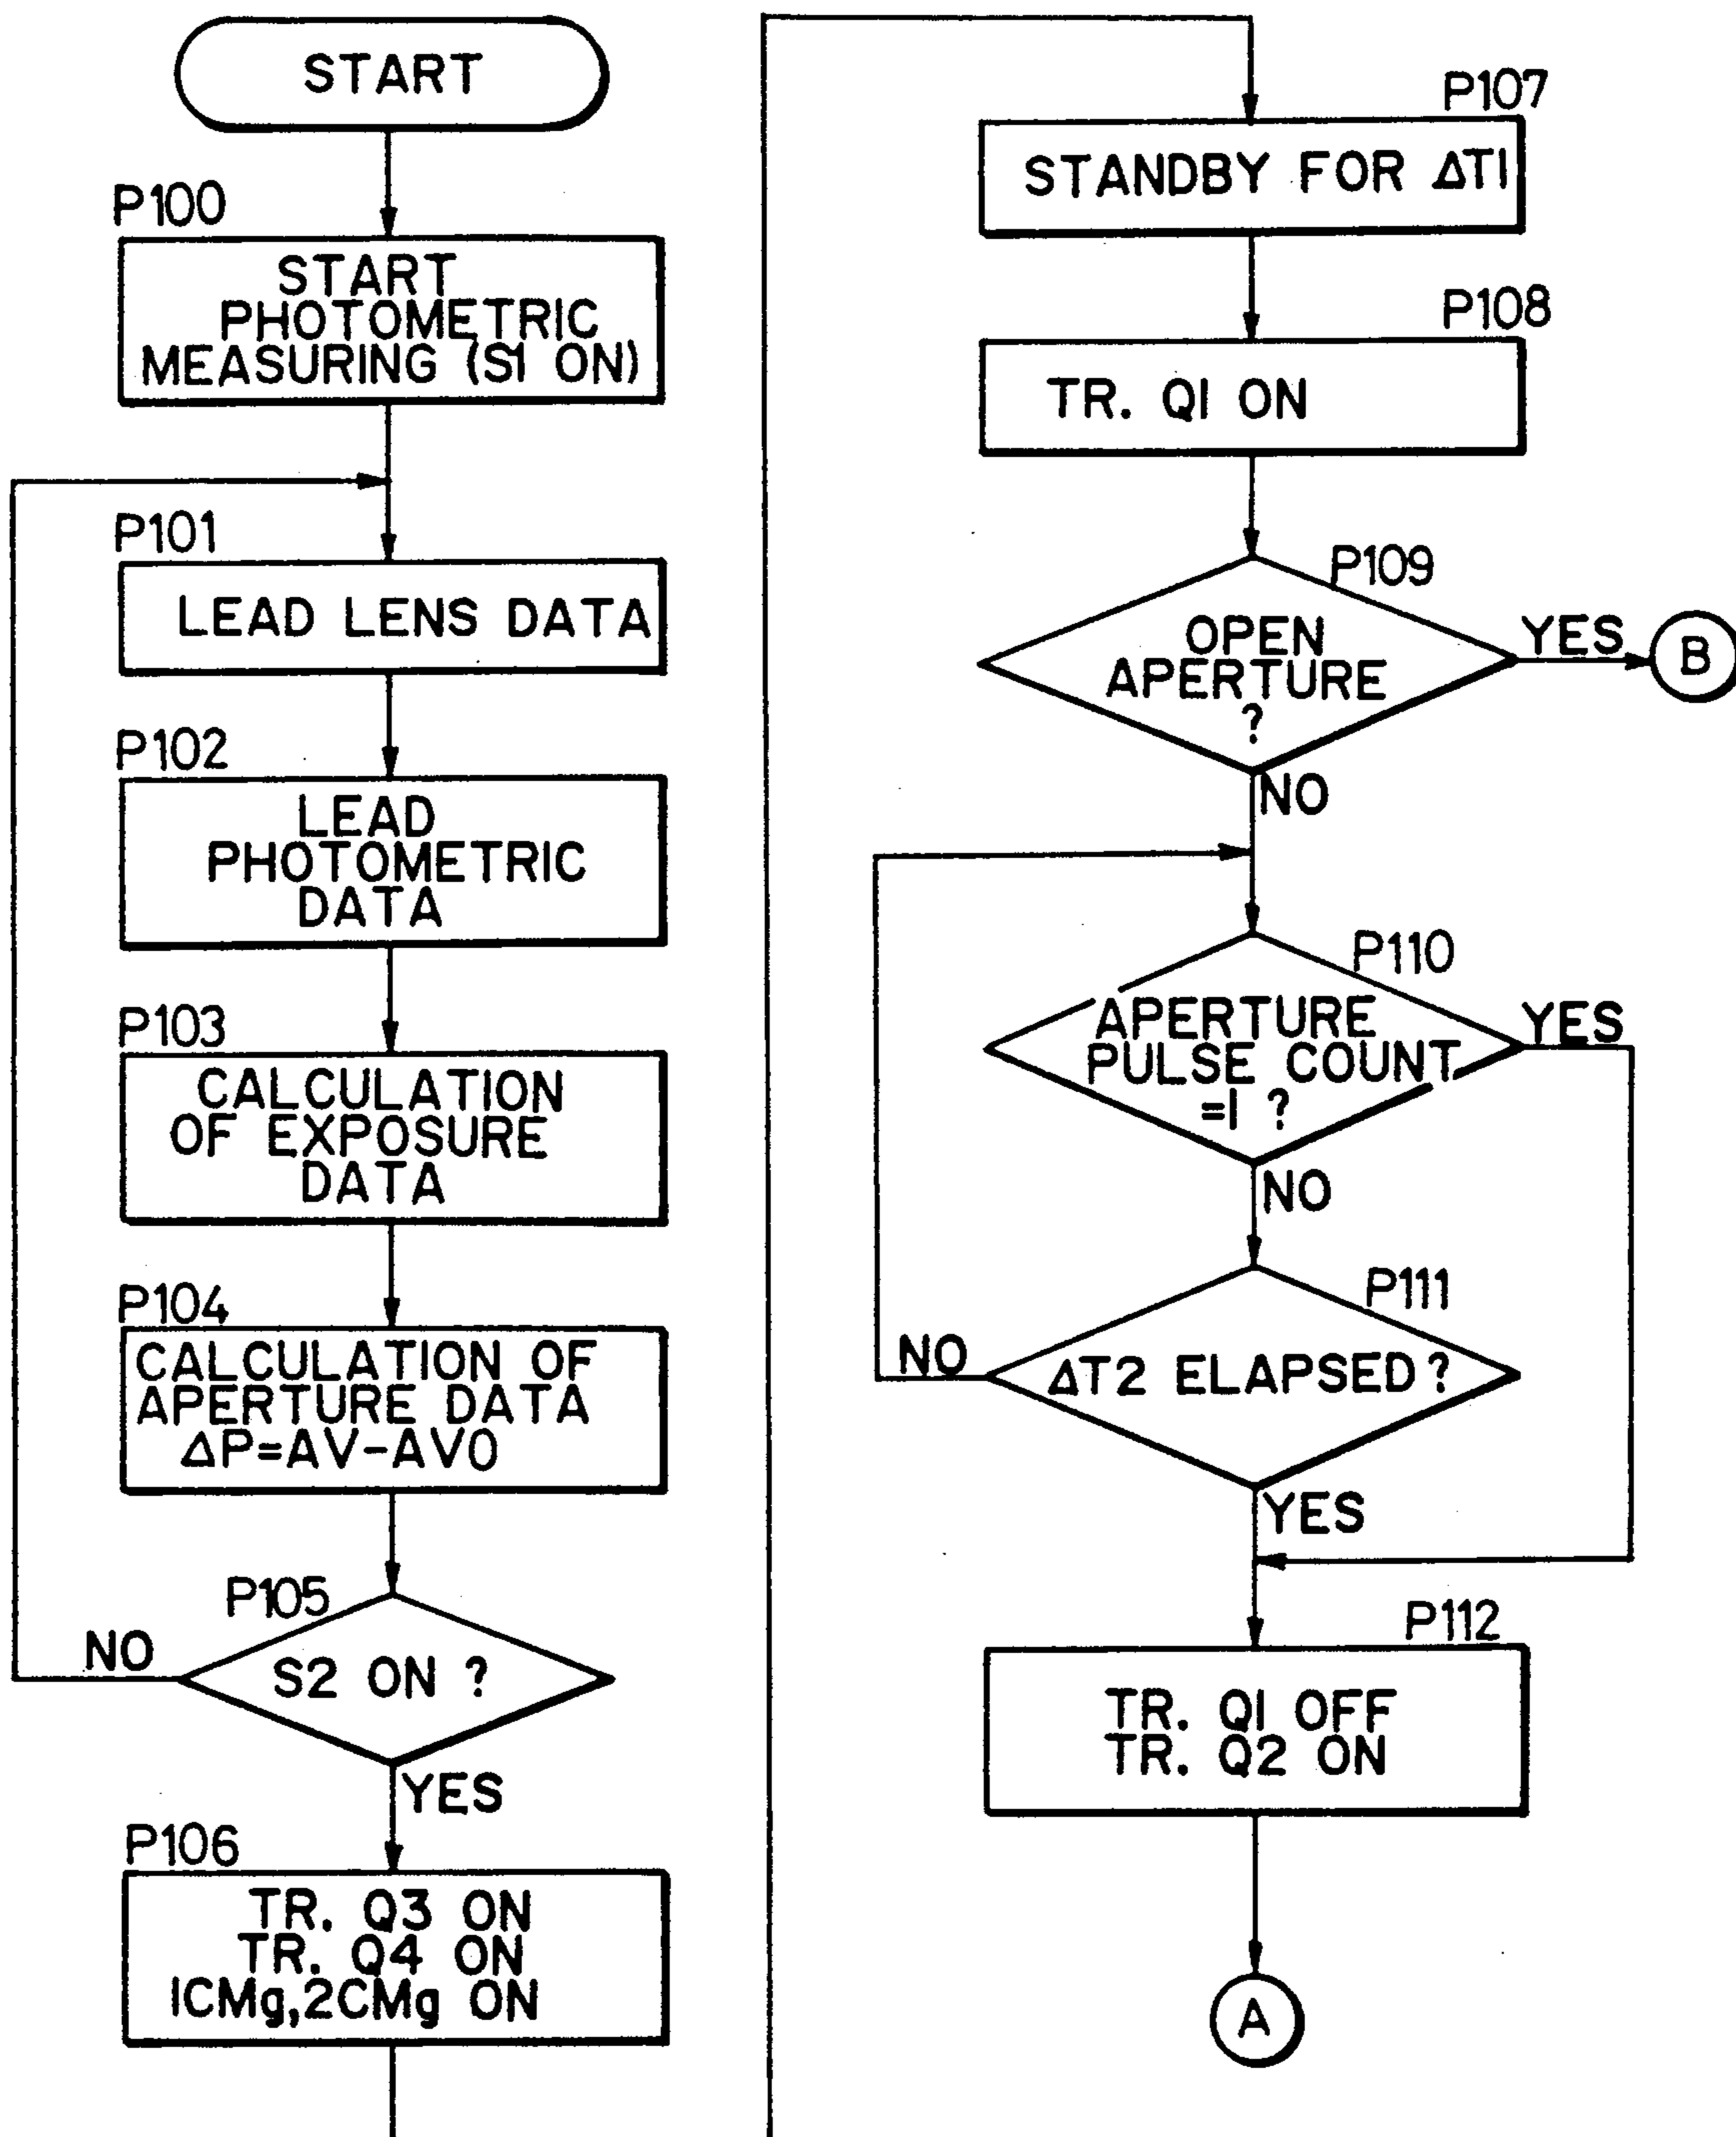 START
P100
START
PHOTOMETRIC
MEASURING (S1 ON)
P101
LEAD LENS DATA
P102
LEAD
PHOTOMETRIC
DATA
P103
CALCULATION
OF EXPOSURE
DATA
P104
CALCULATION OF
APERTURE DATA
ΔP=AV-AV0
P105
S2 ON ?
NO
YES
P106
TR. Q3 ON
TR. Q4 ON
1CMg,2CMg ON
P107
STANDBY FOR ΔT1
P108
TR. Q1 ON
P109
OPEN
APERTURE
?
YES
B
NO
P110
APERTURE
PULSE COUNT
=1 ?
YES
NO
P111
ΔT2 ELAPSED ?
NO
YES
P112
TR. Q1 OFF
TR. Q2 ON
A